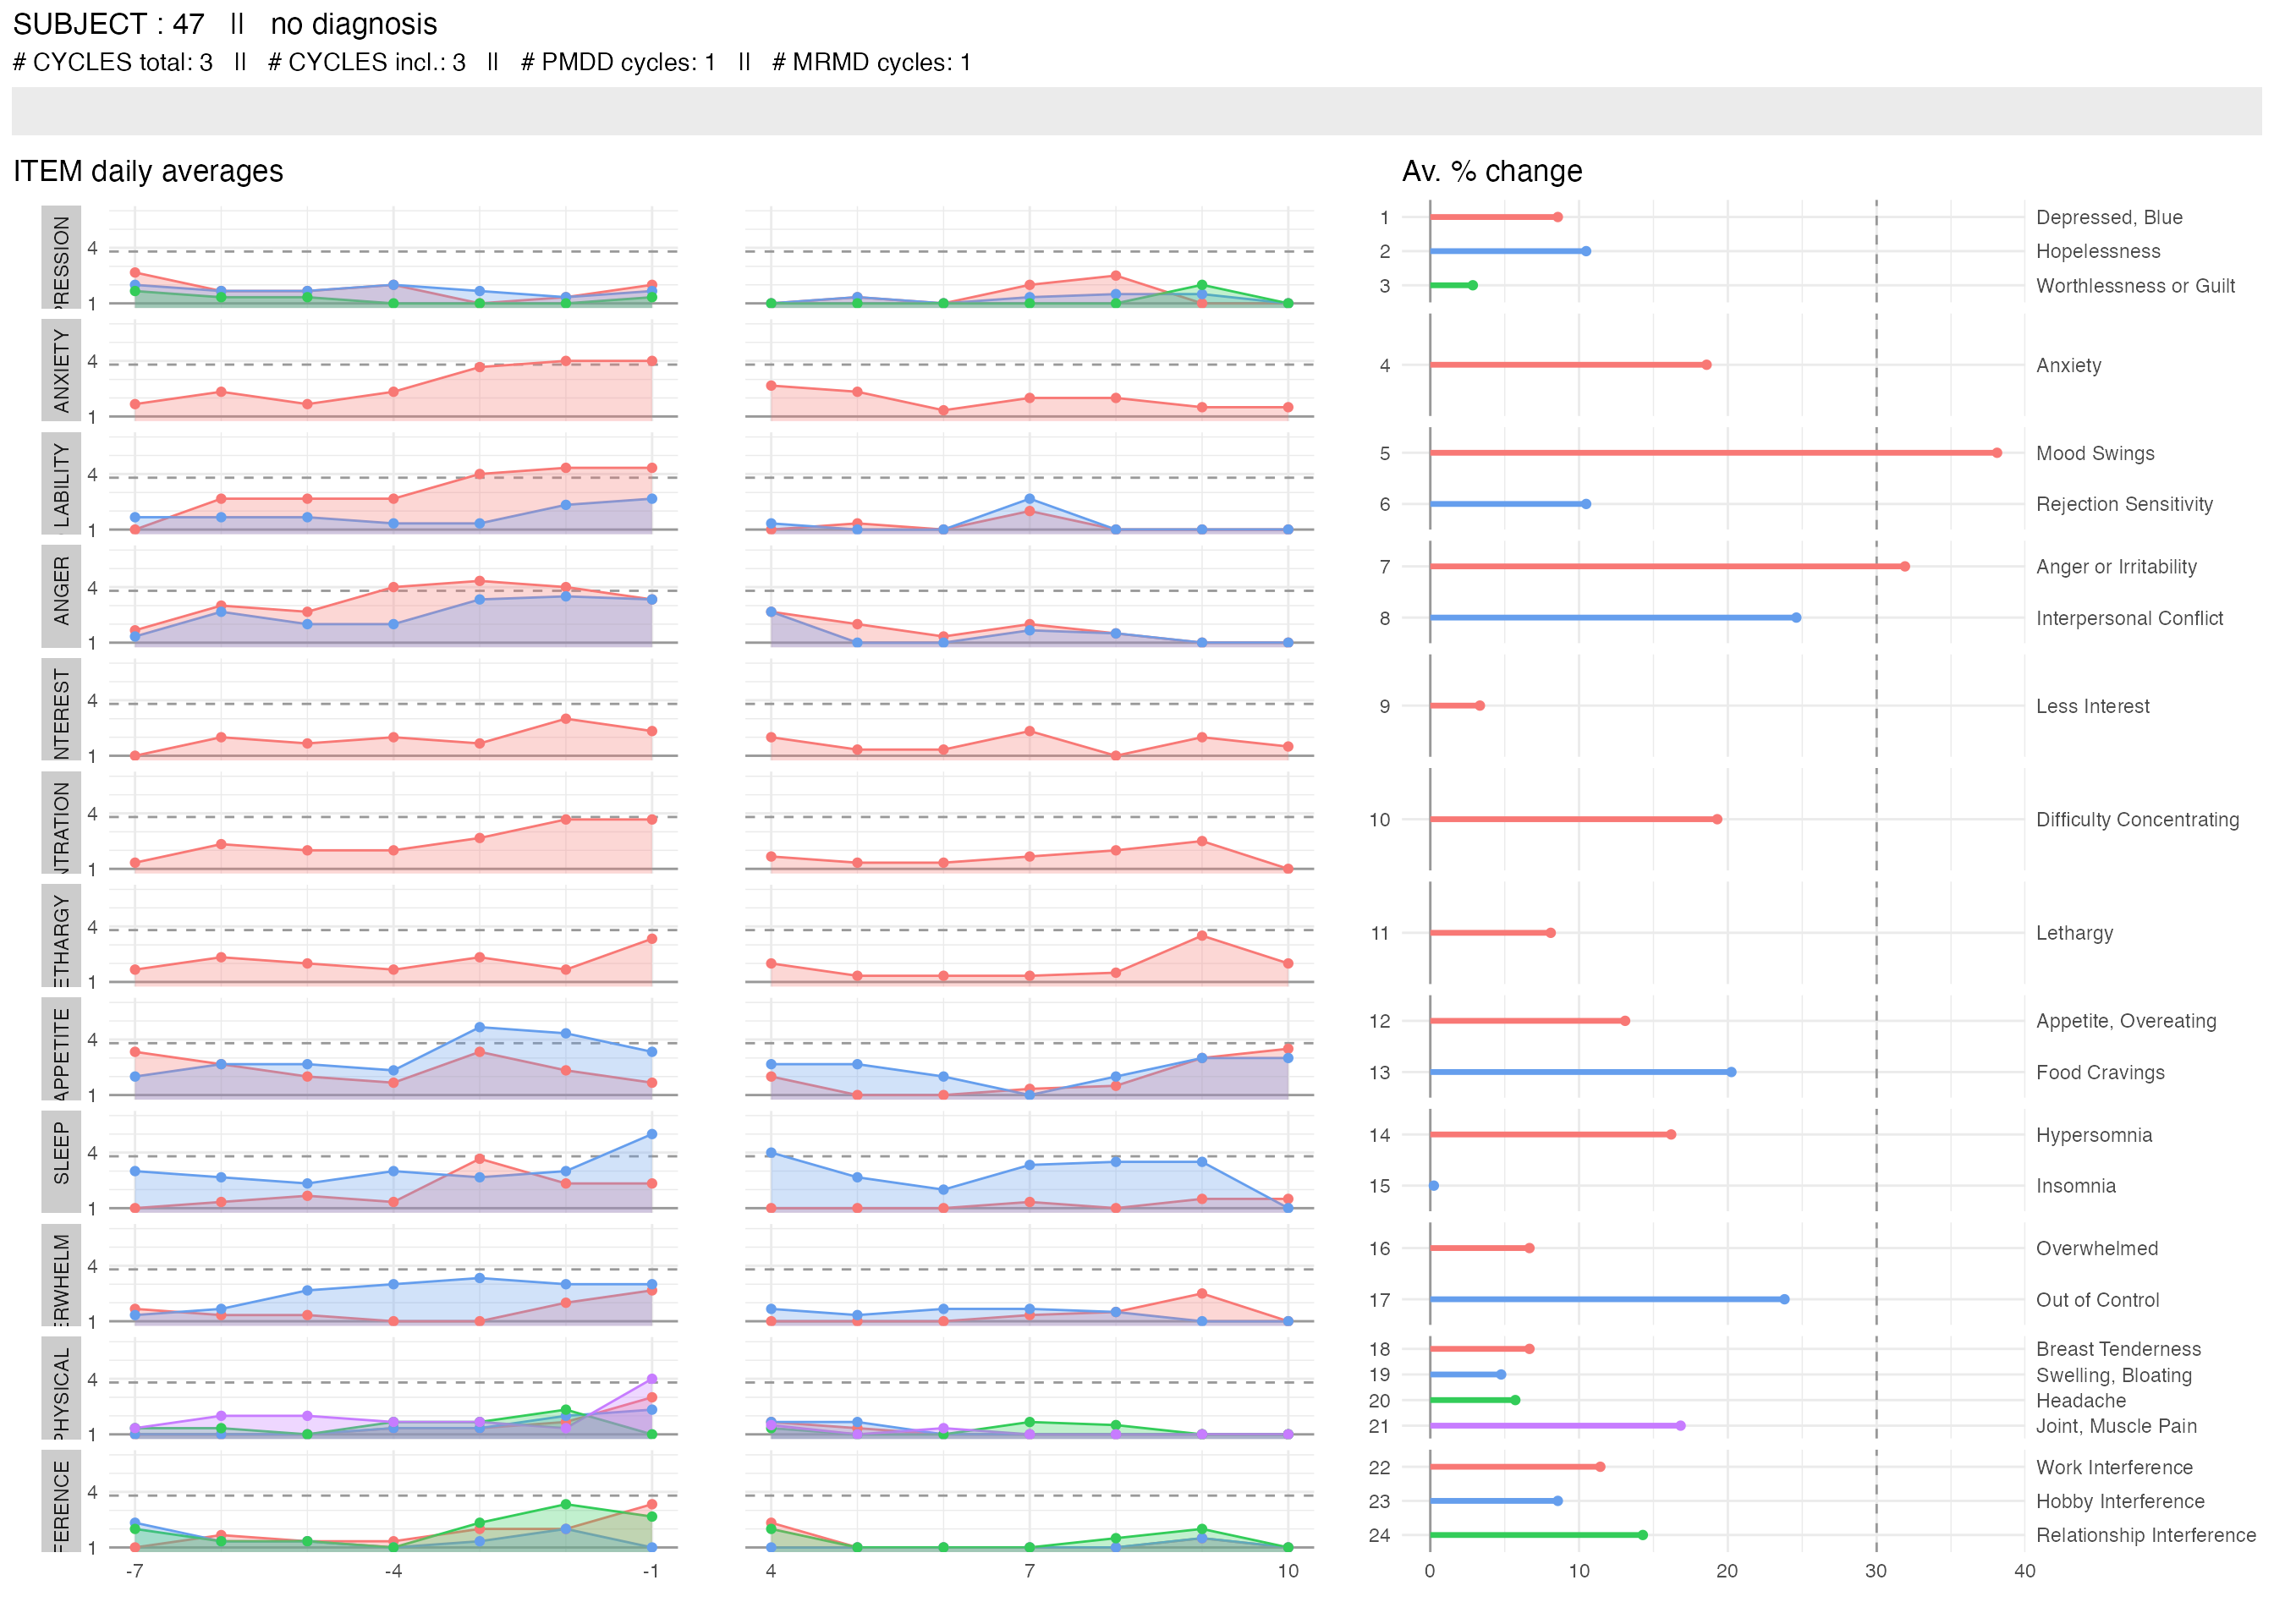 SUBJECT : 47 || no diagnosis
# CYCLES total: 3 || # CYCLES incl.: 3 || # PMDD cycles: 1 || # MRMD cycles: 1
ITEM daily averages
Av. % change
PRESSION
4
1
1
2
3
Depressed, Blue
Hopelessness
Worthlessness or Guilt
ANXIETY
4
1
4
Anxiety
LABILITY
4
1
5
6
Mood Swings
Rejection Sensitivity
ANGER
4
1
7
8
Anger or Irritability
Interpersonal Conflict
NTEREST
4
1
9
Less Interest
NTRATION
4
1
10
Difficulty Concentrating
ETHARGY
4
1
11
Lethargy
APPETITE
4
1
12
13
Appetite, Overeating
Food Cravings
SLEEP
4
1
14
15
Hypersomnia
Insomnia
ERWHELM
4
1
16
17
Overwhelmed
Out of Control
PHYSICAL
4
1
18
19
20
21
Breast Tenderness
Swelling, Bloating
Headache
Joint, Muscle Pain
FERENCE
4
1
22
23
24
Work Interference
Hobby Interference
Relationship Interference
-7 -4 -1 4 7 10
0 10 20 30 40